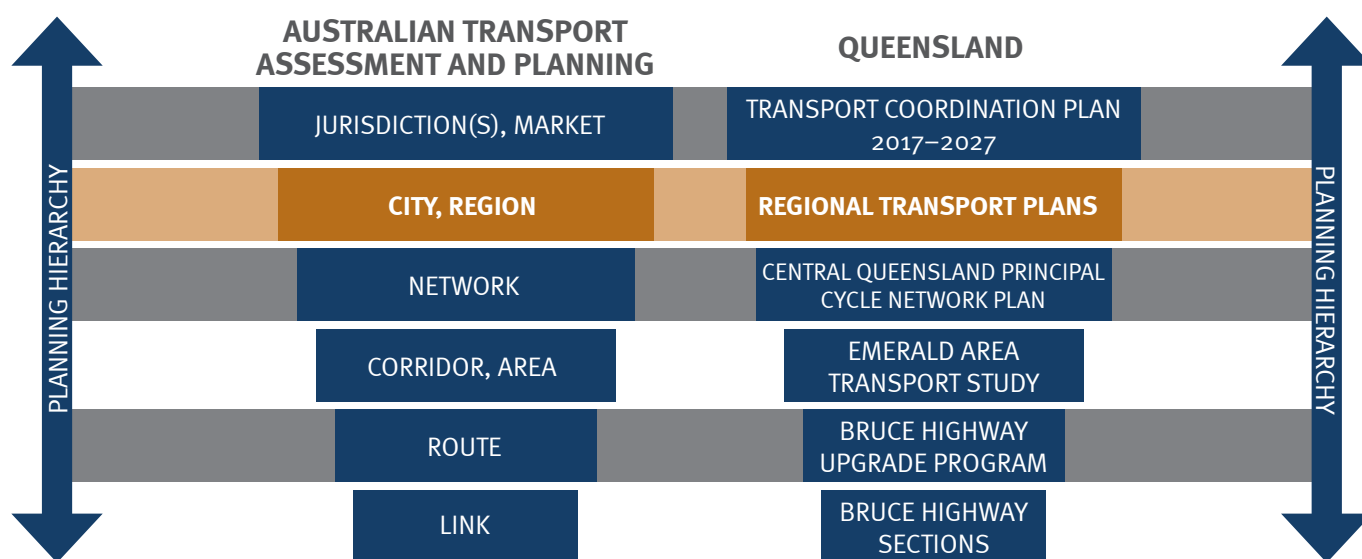 AUSTRALIAN TRANSPORT
ASSESSMENT AND PLANNING
QUEENSLAND
PLANNING HIERARCHY
JURISDICTION(S), MARKET
TRANSPORT COORDINATION PLAN
2017–2027
CITY, REGION
REGIONAL TRANSPORT PLANS
NETWORK
CENTRAL QUEENSLAND PRINCIPAL
CYCLE NETWORK PLAN
CORRIDOR, AREA
EMERALD AREA
TRANSPORT STUDY
ROUTE
BRUCE HIGHWAY
UPGRADE PROGRAM
LINK
BRUCE HIGHWAY
SECTIONS
PLANNING HIERARCHY